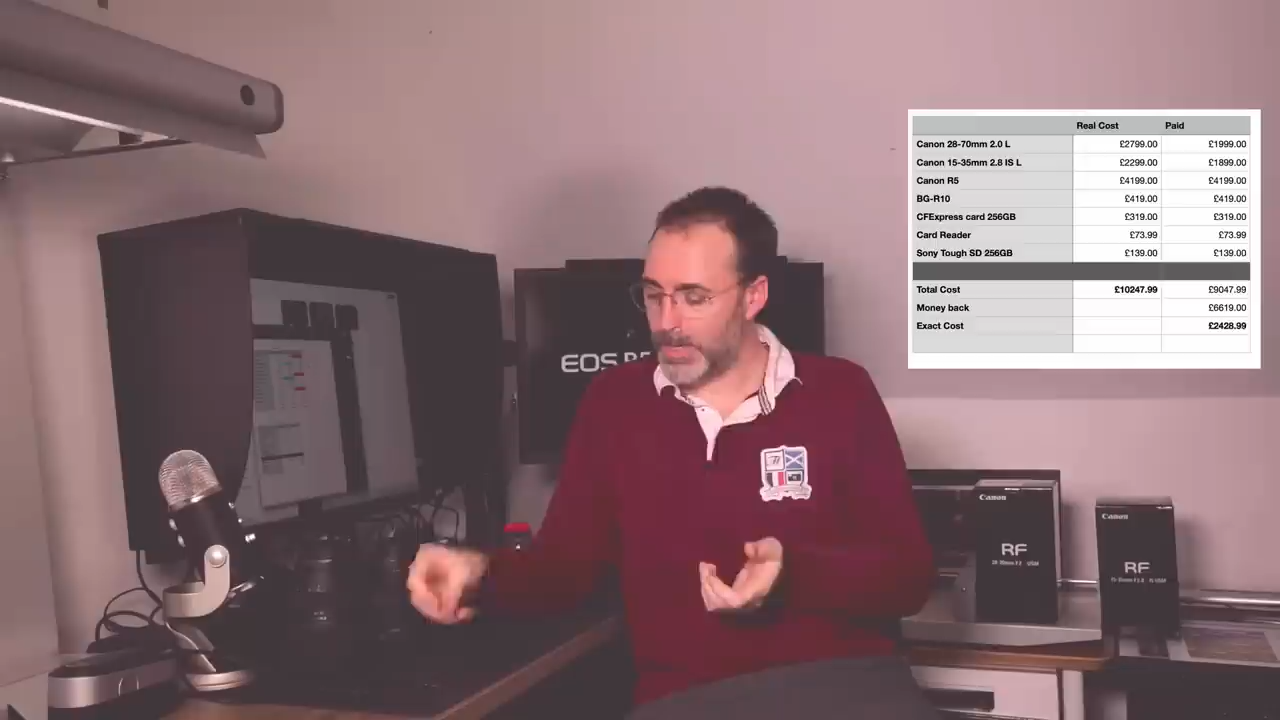 Real Cost Paid
Canon 28-70mm 2.0 L £2799.00 £1999.00
Canon 15-35mm 2.8 IS L £2299.00 £1899.00
Canon R5 £4199.00 £4199.00
BG-R10 £419.00 £419.00
CFExpress card 256GB £319.00 £319.00
Card Reader £73.99 £73.99
Sony Tough SD 256GB £139.00 £139.00
Total Cost £10247.99 £9047.99
Money back £6619.00
Exact Cost £2428.99
EOS
Canon
RF
Canon
RF